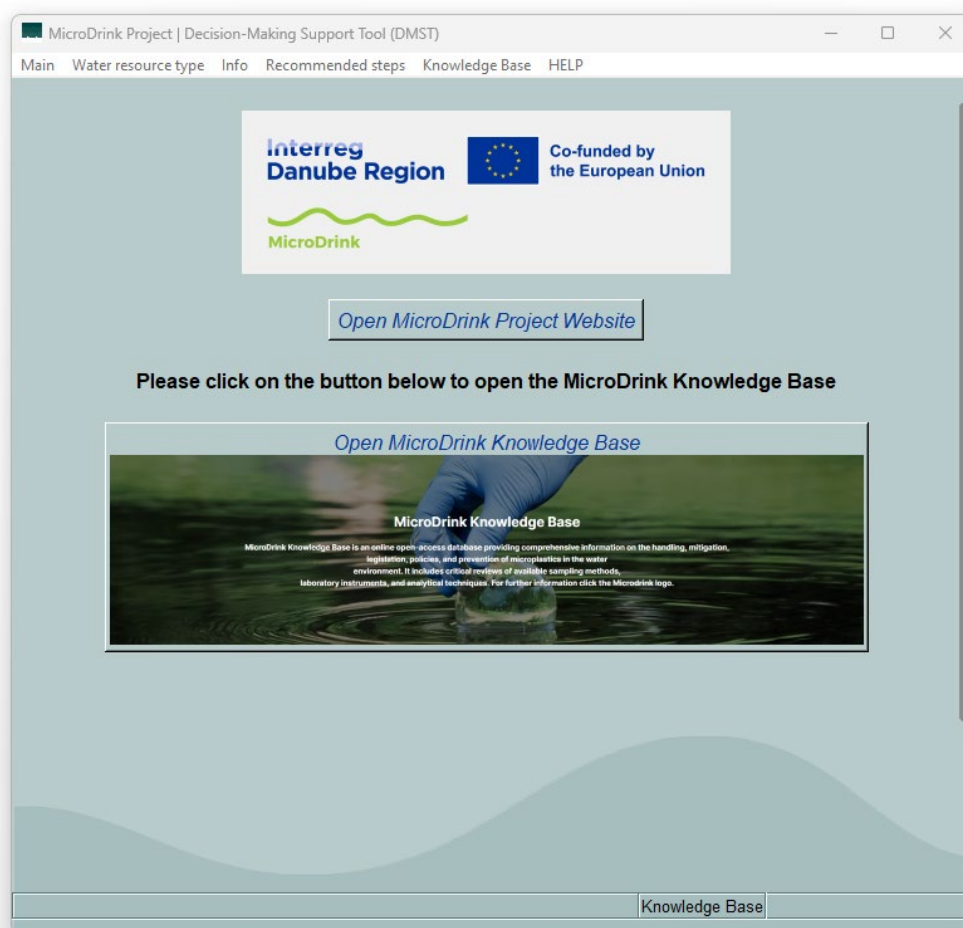 MicroDrink Project | Decision-Making Support Tool (DMST)
Main Water resource type Info Recommended steps Knowledge Base HELP
Interreg
Danube Region
Co-funded by
the European Union
MicroDrink
Open MicroDrink Project Website
Please click on the button below to open the MicroDrink Knowledge Base
Open MicroDrink Knowledge Base
MicroDrink Knowledge Base
MicroDrink Knowledge Base is an online open-access database providing comprehensive information on the handling, mitigation,
legislation, policies, and prevention of microplastics in the water
environment. It includes critical reviews of available sampling methods,
laboratory instruments, and analytical techniques. For further information click the Microdrink logo.
Knowledge Base